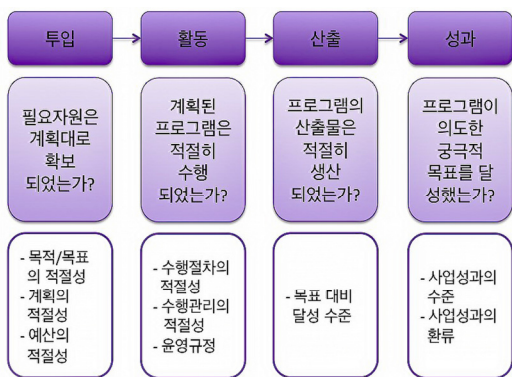 투입
활동
산출
성과
필요자원은
계획대로
확보
되었는가?
계획된
프로그램은
적절히
수행
되었는가?
프로그램의
산출물은
적절히
생산
되었는가?
프로그램이
의도한
궁극적
목표를 달
성했는가?
- 목적/목표
의 적절성
- 계획의
적절성
- 예산의
적절성
- 수행절차의
적절성
- 수행관리의
적절성
- 윤영규정
- 목표 대비
달성 수준
- 사업성과의
수준
- 사업성과의
환류